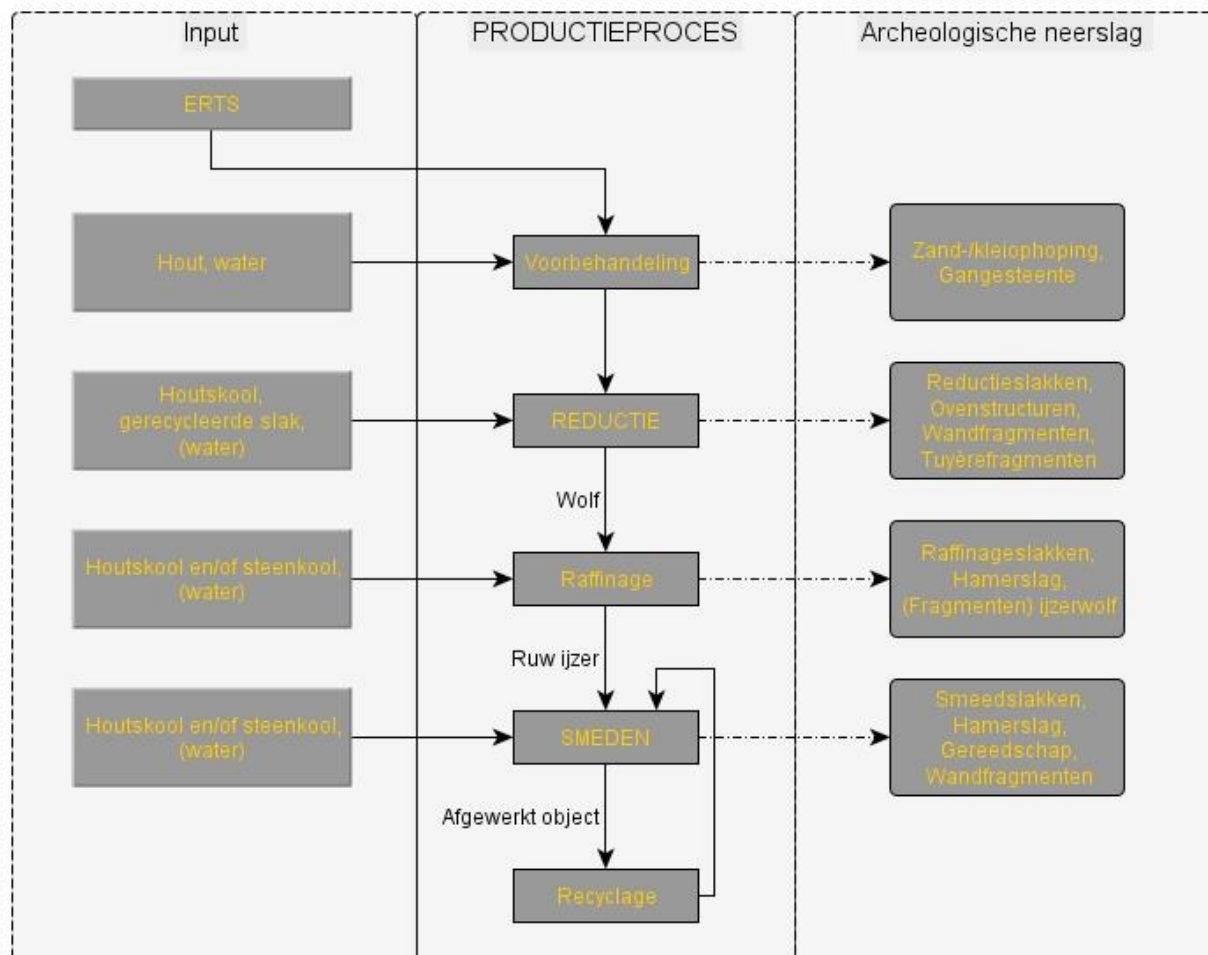 Input
PRODUCTIEPROCES
Archeologische neerslag
ERTS
Hout, water
Voorbehandeling
Zand-/kleiophoping,
Gangesteente
Houtskool,
gerecycleerde slak,
(water)
REDUCTIE
Reductieslakken,
Ovenstructuren,
Wandfragmenten,
Tuyèrefragmenten
Wolf
Houtskool en/of steenkool,
(water)
Raffinage
Raffinageslakken,
Hamerslag,
(Fragmenten) ijzerwolf
Ruw ijzer
Houtskool en/of steenkool,
(water)
SMEDEN
Smeedslakken,
Hamerslag,
Gereedschap,
Wandfragmenten
Afgewerkt object
Recyclage